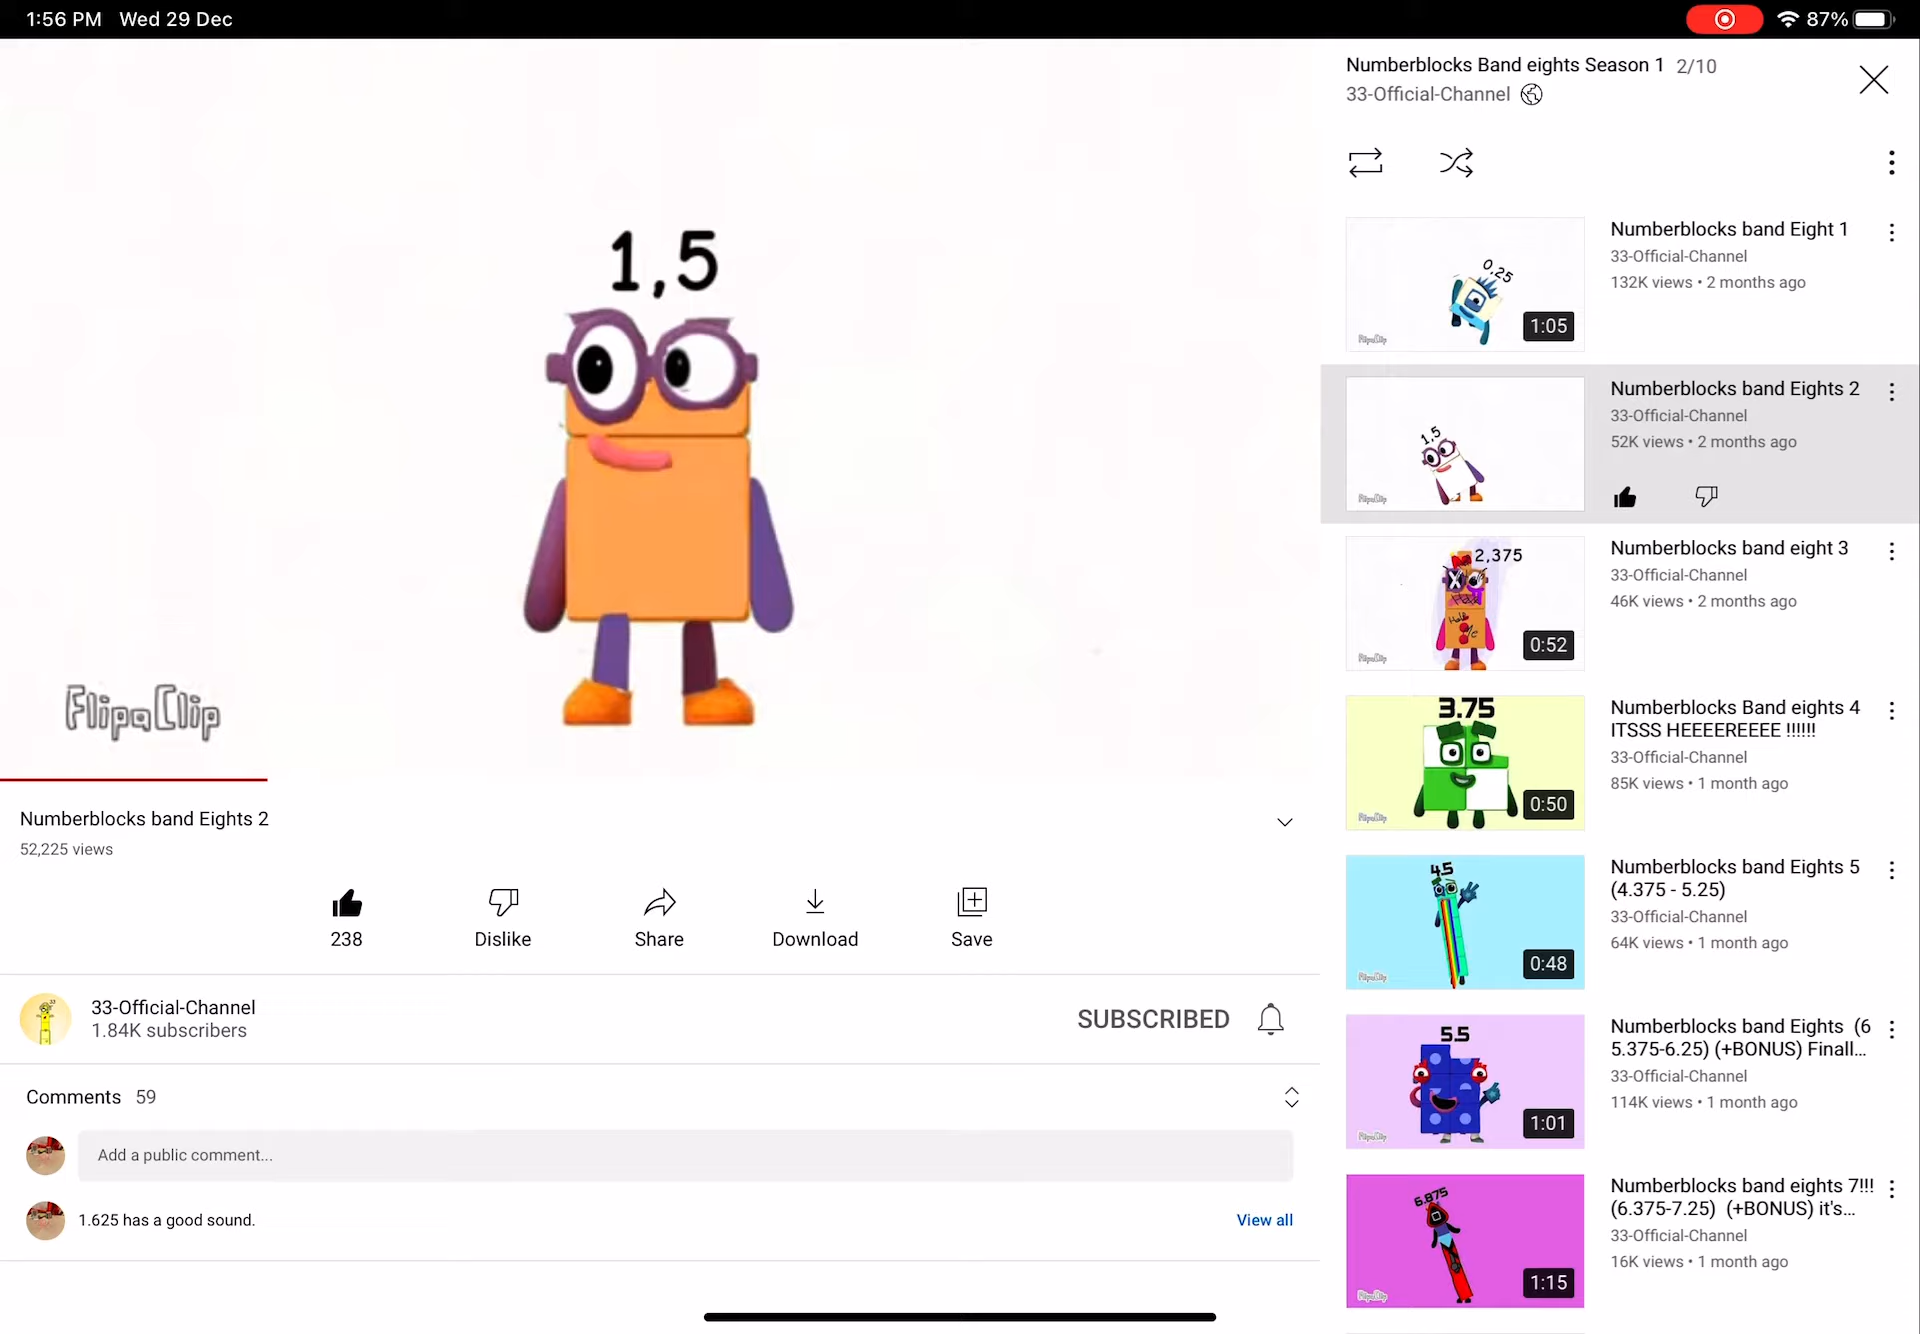 1:56 PM Wed 29 Dec
87%
1,5
FlipaClip
Numberblocks band Eights 2
52,225 views
238
Dislike
Share
Download
Save
33-Official-Channel
1.84K subscribers
SUBSCRIBED
Comments 59
Add a public comment...
1.625 has a good sound.
View all
Numberblocks Band eights Season 1 2/10
33-Official-Channel
0,25
FlipaClip
1:05
Numberblocks band Eight 1
33-Official-Channel
132K views • 2 months ago
1,5
FlipaClip
Numberblocks band Eights 2
33-Official-Channel
52K views • 2 months ago
2,375
FlipaClip
0:52
Numberblocks band eight 3
33-Official-Channel
46K views • 2 months ago
3.75
FlipaClip
0:50
Numberblocks Band eights 4
ITSSS HEEEEREEEE !!!!!!
33-Official-Channel
85K views • 1 month ago
4.5
FlipaClip
0:48
Numberblocks band Eights 5
(4.375 - 5.25)
33-Official-Channel
64K views • 1 month ago
5.5
FlipaClip
1:01
Numberblocks band Eights (6
5.375-6.25) (+BONUS) Finall...
33-Official-Channel
114K views • 1 month ago
6.875
FlipaClip
1:15
Numberblocks band eights 7!!!
(6.375-7.25) (+BONUS) it's...
33-Official-Channel
16K views • 1 month ago